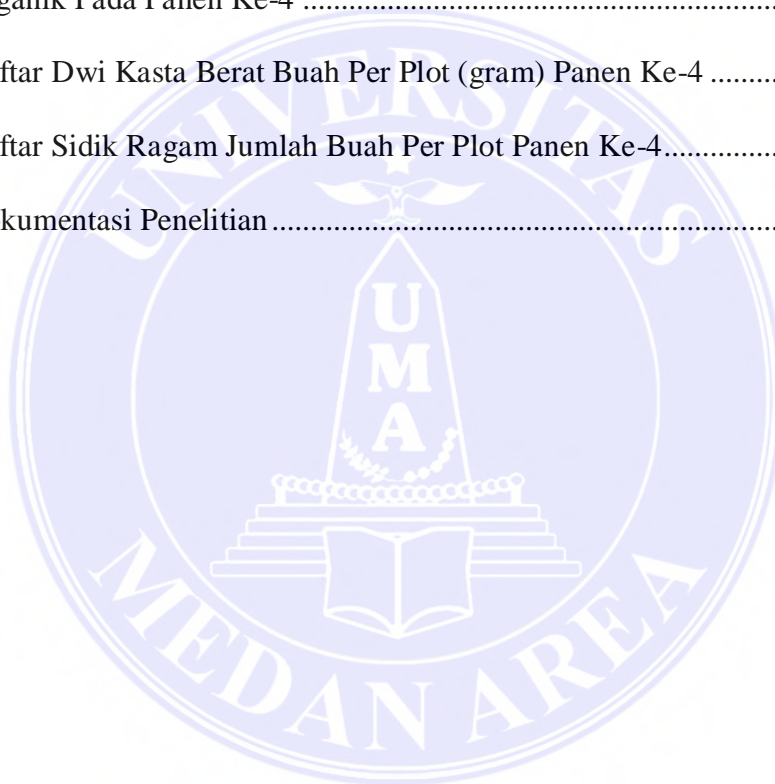 ganik Pada Panen Ke-4 ........................................................
ftar Dwi Kasta Berat Buah Per Plot (gram) Panen Ke-4 ........
ftar Sidik Ragam Jumlah Buah Per Plot Panen Ke-4..............
kumentasi Penelitian ...............................................................
UNIVERSITAS
U
M
A
MEDAN AREA